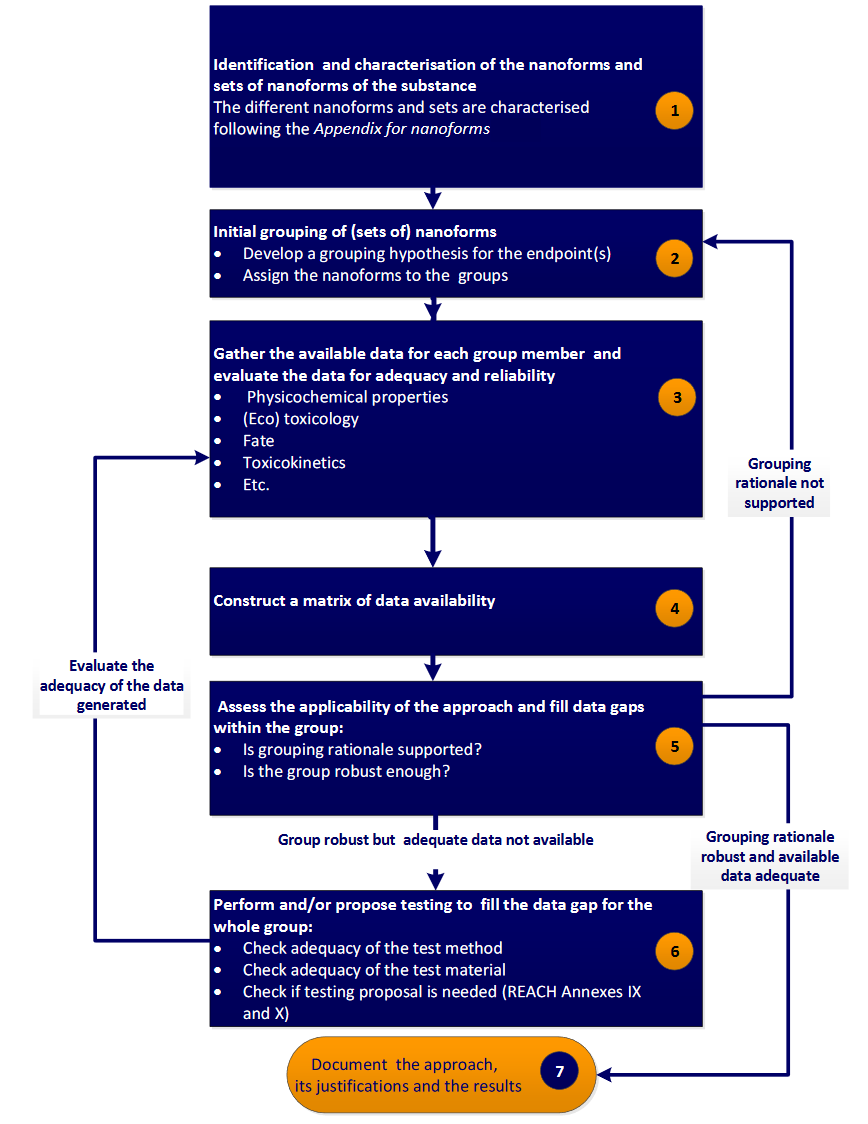 Identification and characterisation of the nanoforms and
sets of nanoforms of the substance
The different nanoforms and sets are characterised
following the Appendix for nanoforms
1
Initial grouping of (sets of) nanoforms
• Develop a grouping hypothesis for the endpoint(s)
• Assign the nanoforms to the groups
2
Gather the available data for each group member and
evaluate the data for adequacy and reliability
• Physicochemical properties
• (Eco) toxicology
• Fate
• Toxicokinetics
• Etc.
3
Grouping
rationale not
supported
Construct a matrix of data availability
4
Evaluate the
adequacy of the data
generated
Assess the applicability of the approach and fill data gaps
within the group:
• Is grouping rationale supported?
• Is the group robust enough?
5
Group robust but adequate data not available
Grouping rationale
robust and available
data adequate
Perform and/or propose testing to fill the data gap for the
whole group:
• Check adequacy of the test method
• Check adequacy of the test material
• Check if testing proposal is needed (REACH Annexes IX
and X)
6
Document the approach,
its justifications and the results
7